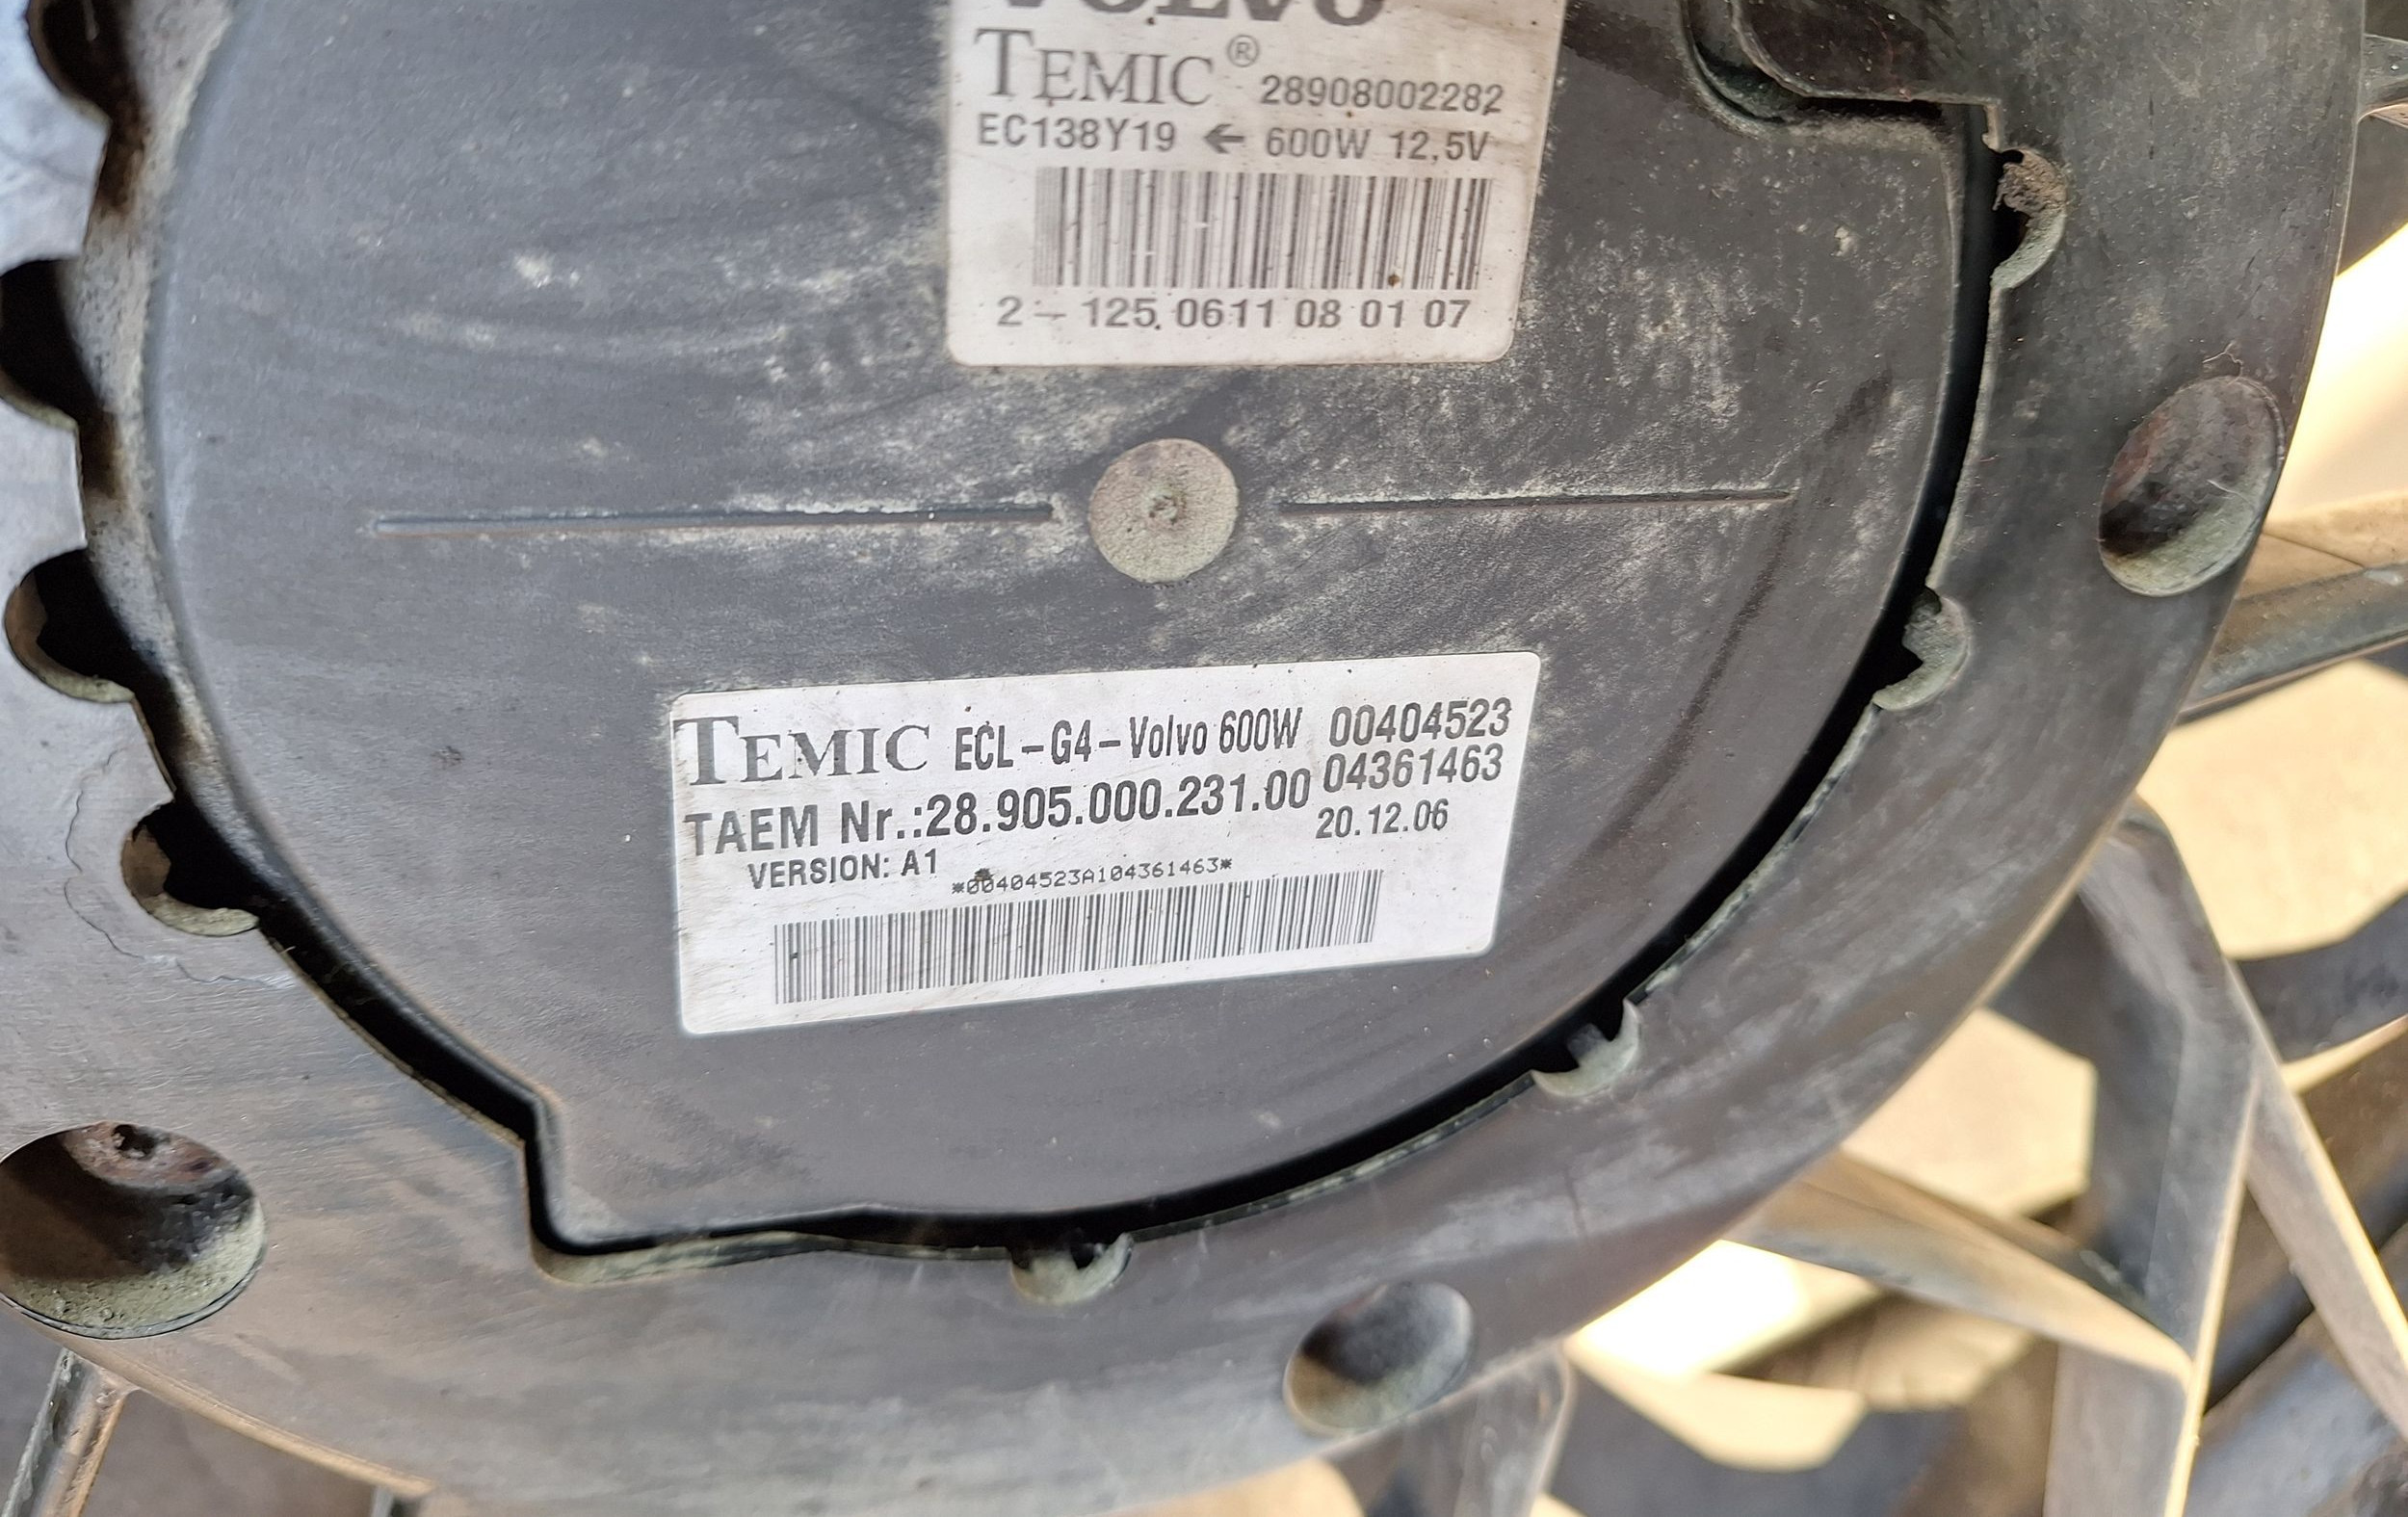 VOLVO
TEMIC® 28908002282
EC138Y19 ← 600W 12,5V
2 - 125 0611 08 01 07
TEMIC ECL-G4-Volvo 600W 00404523
TAEM Nr.:28.905.000.231.00 04361463
VERSION: A1 20.12.06
*00404523A104361463*